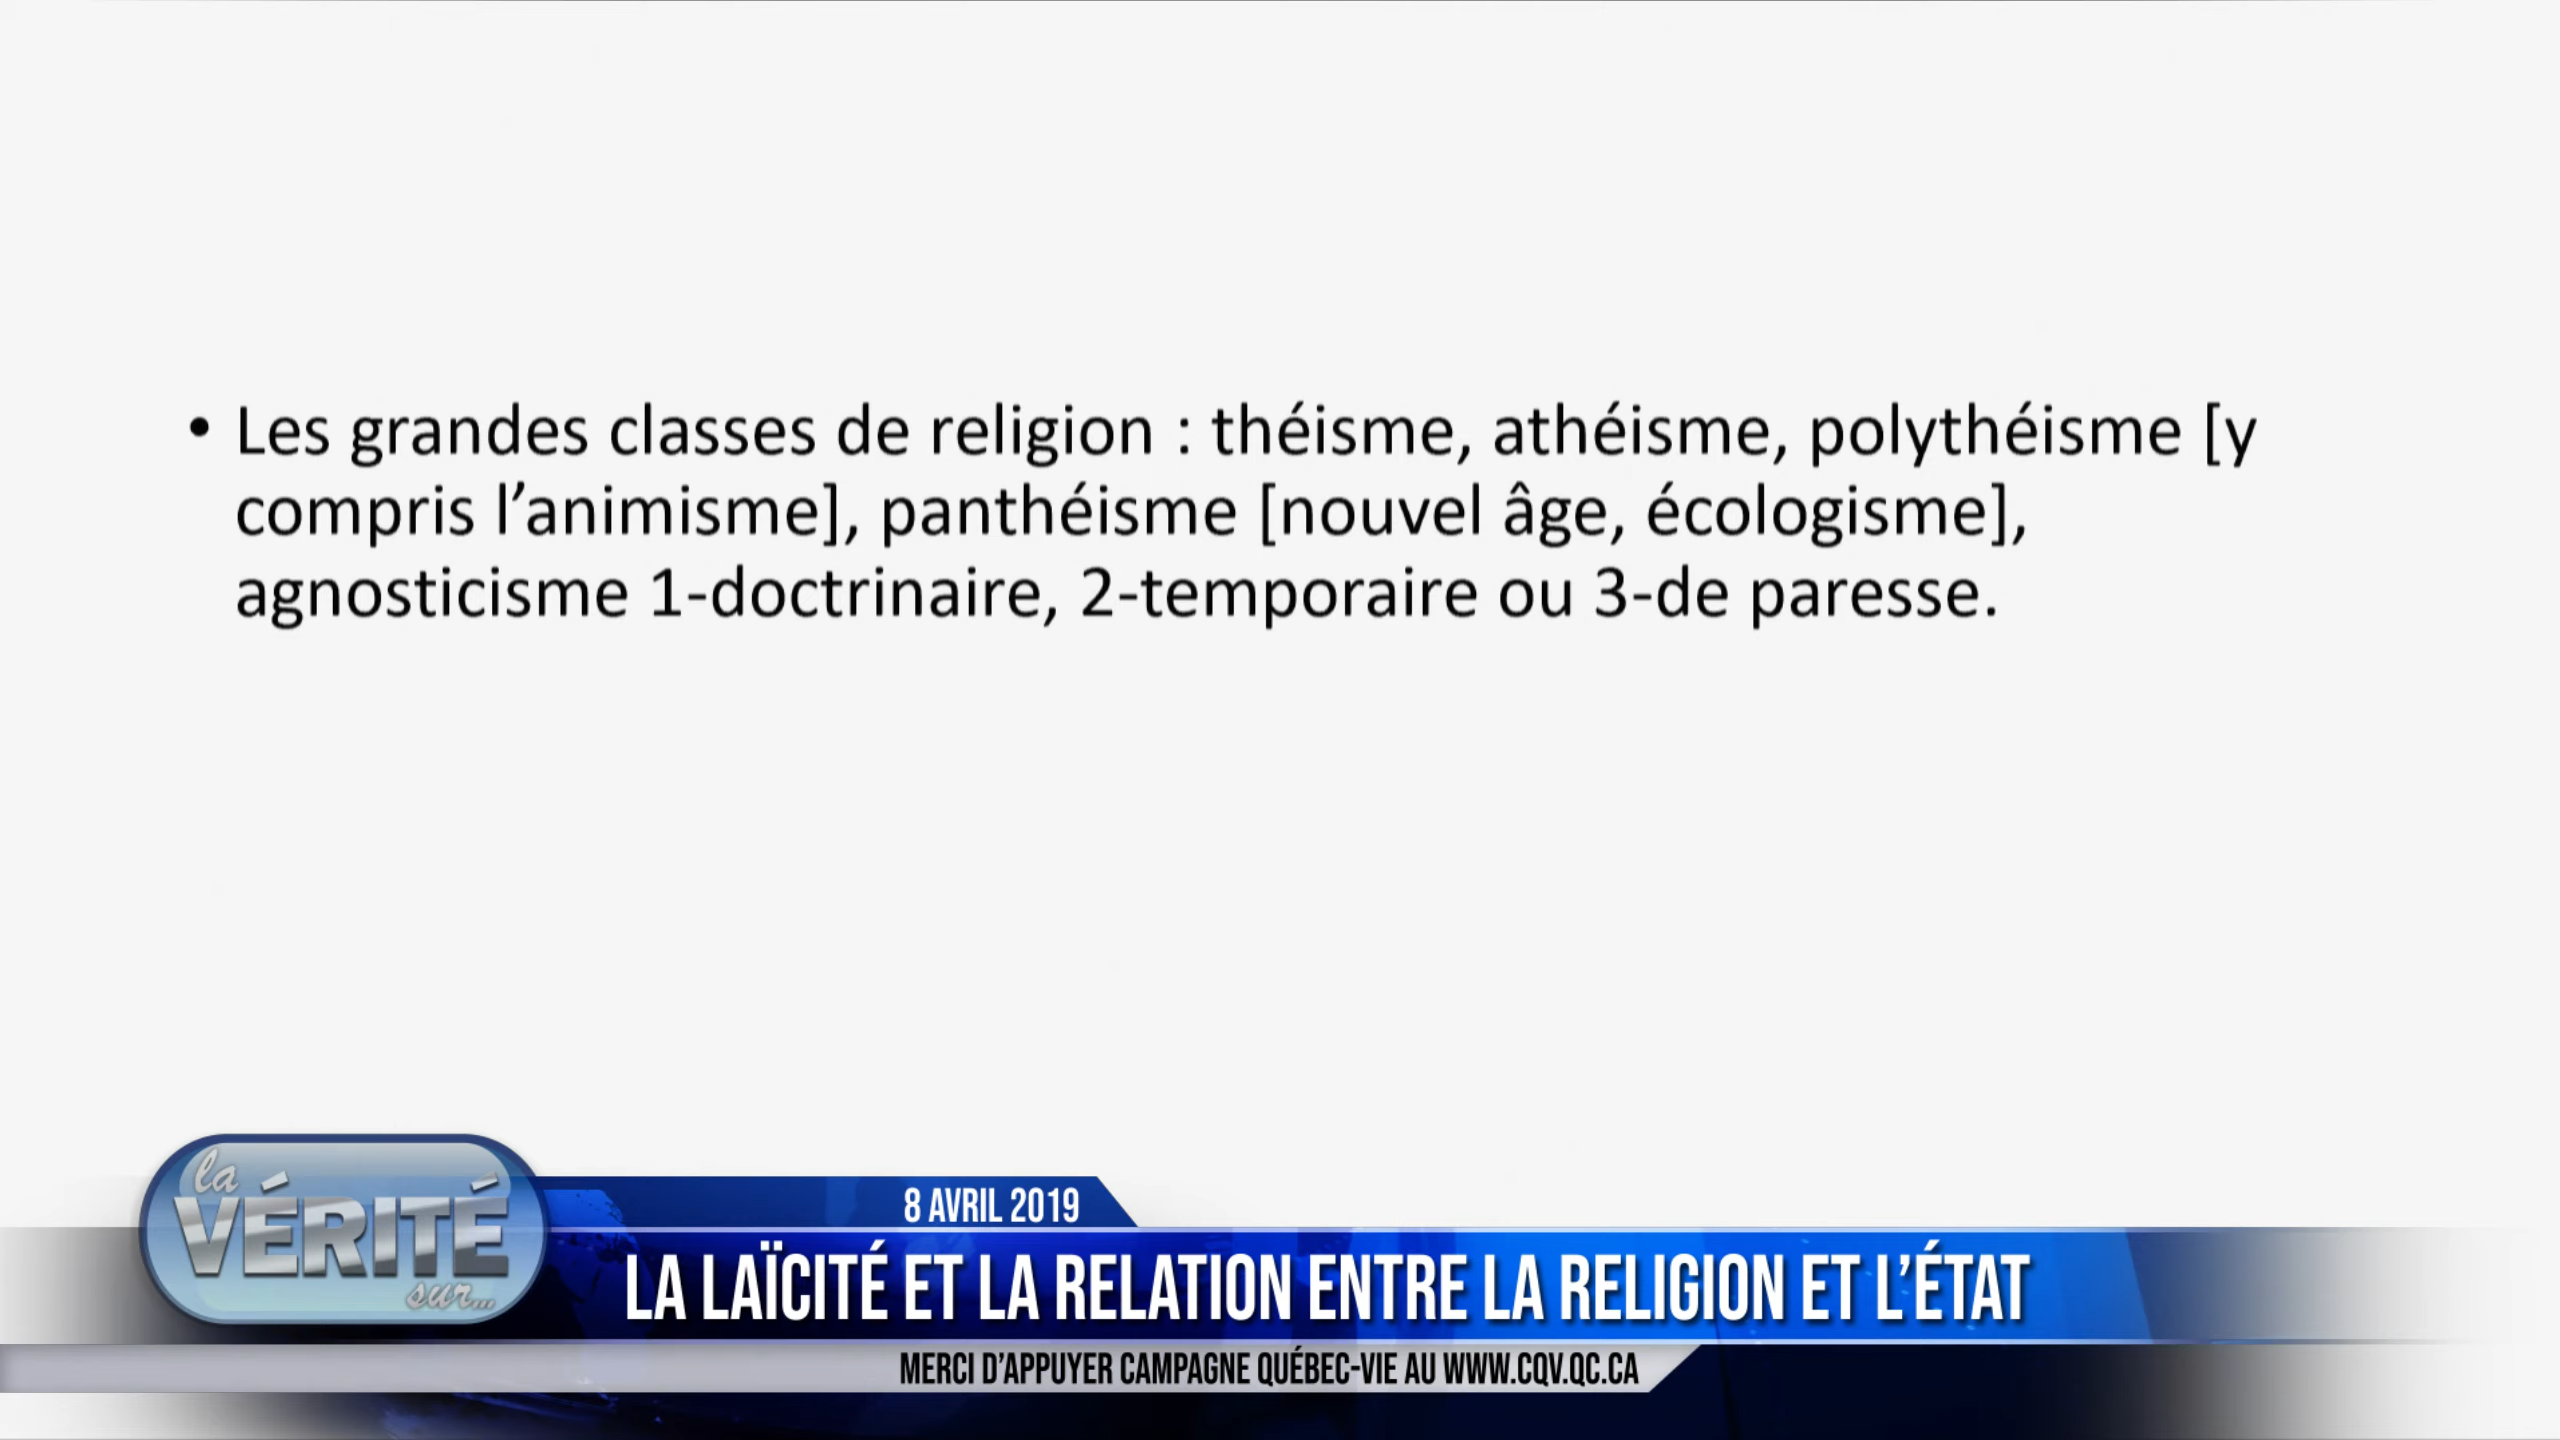 • Les grandes classes de religion : théisme, athéisme, polythéisme [y
compris l’animisme], panthéisme [nouvel âge, écologisme],
agnosticisme 1-doctrinaire, 2-temporaire ou 3-de paresse.
la
VÉRITÉ
sur...
8 AVRIL 2019
LA LAÏCITÉ ET LA RELATION ENTRE LA RELIGION ET L’ÉTAT
MERCI D’APPUYER CAMPAGNE QUÉBEC-VIE AU WWW.CQV.QC.CA